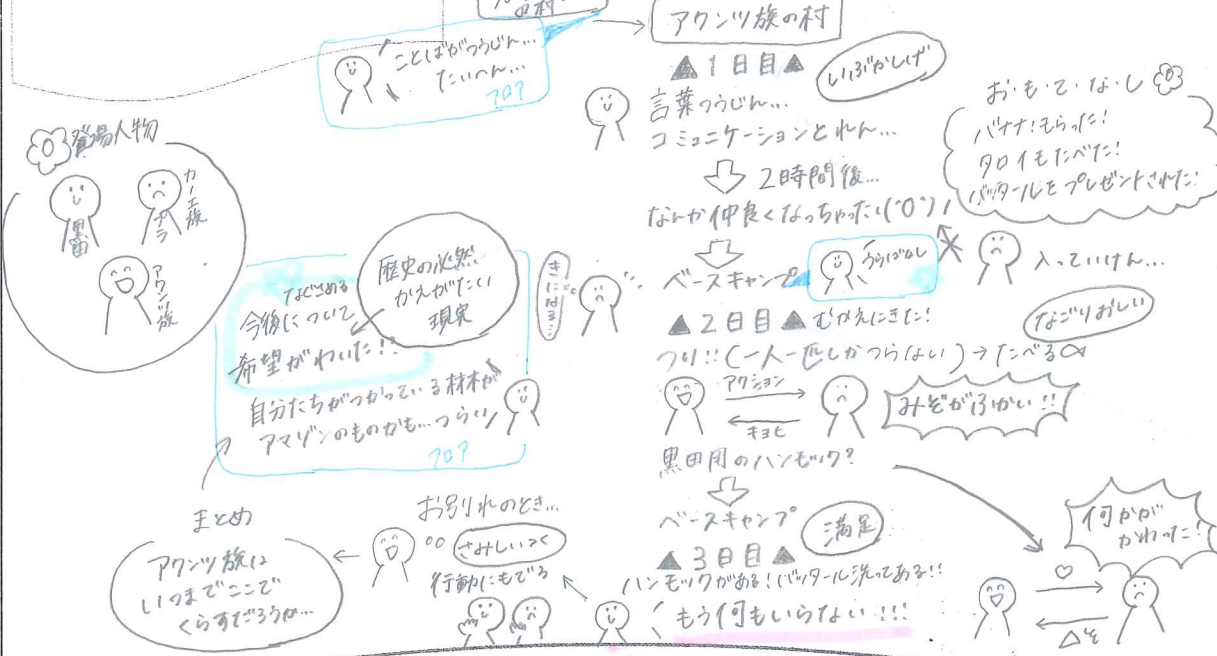 の村
アクンツ族の村
ことばがつうじん…
たいへん…
フロア
▲1日目▲
いぶかしげ
言葉つうじん…
コミュニケーションとれん…
2時間後…
なんか仲良くなっちゃった!(^0^)
お・も・て・な・し
バナナ!もらった!
タロイモたべた!
バッタールをプレゼントされた!
登場人物
黒田
カノエ族
プラ
アクンツ族
ベースキャンプ
うらばなし
入っていけん…
▲2日目▲ むかえにきた!
なごりおしい
つり!!(一人一匹しかつらない)→たべる
アクション
キョヒ
みぞがふかい!!
黒田用のハンモック?
ベースキャンプ
満足
▲3日目▲
ハンモックがある!バッタール洗ってある!!
もう何もいらない!!!
何かが
かわった!
歴史の必然
かえがたい
現実
きになる…
なぐさめる
今後について
希望がわいた!!
自分たちがつかっている材木が
アマゾンのものかも…つらい
フロア
まとめ
アクンツ族は
いつまでここで
くらすだろうか…
お別れのとき…
さみしいつく
行動にもでる